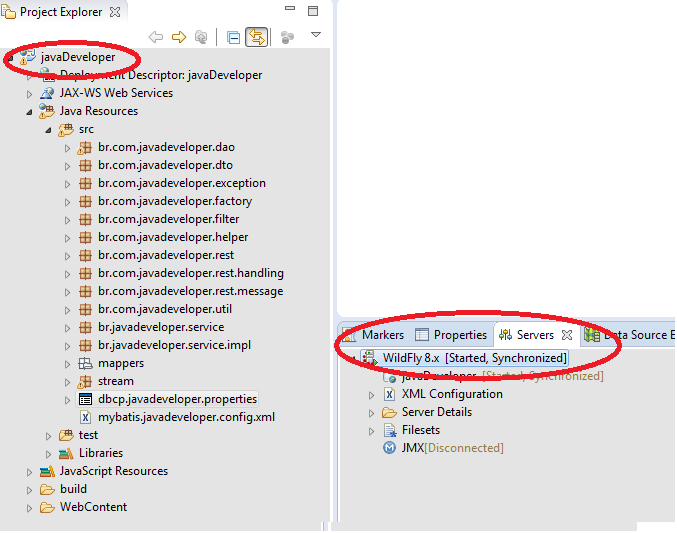 Project Explorer
javaDeveloper
Deployment Descriptor: javaDeveloper
JAX-WS Web Services
Java Resources
src
br.com.javadeveloper.dao
br.com.javadeveloper.dto
br.com.javadeveloper.exception
br.com.javadeveloper.factory
br.com.javadeveloper.filter
br.com.javadeveloper.helper
br.com.javadeveloper.rest
br.com.javadeveloper.rest.handling
br.com.javadeveloper.rest.message
br.com.javadeveloper.util
br.javadeveloper.service
br.javadeveloper.service.impl
mappers
stream
dbcp.javadeveloper.properties
mybatis.javadeveloper.config.xml
test
Libraries
JavaScript Resources
build
WebContent
Markers Properties Servers Data Source E
WildFly 8.x [Started, Synchronized]
javaDeveloper [Started, Synchronized]
XML Configuration
Server Details
Filesets
JMX[Disconnected]